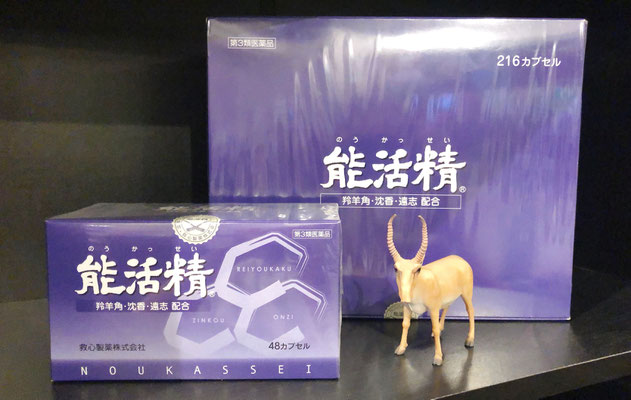 第3類医薬品
216カプセル
のうかっせい
能活精®
羚羊角・沈香・遠志 配合
第3類医薬品
のうかっせい
能活精®
REIYOUKAKU
羚羊角・沈香・遠志 配合
ZINKOU
ONZI
救心製薬株式会社
48カプセル
NOUKASSEI